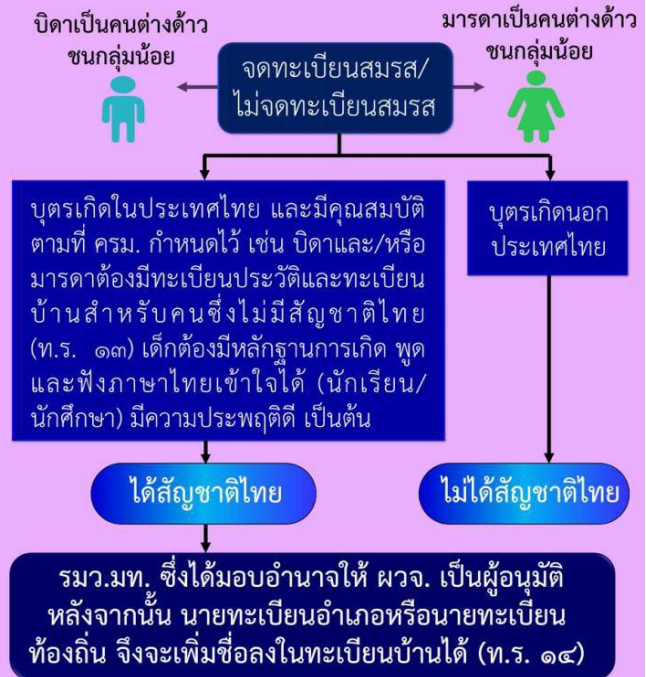 บิดาเป็นคนต่างด้าว
ชนกลุ่มน้อย
จดทะเบียนสมรส/
ไม่จดทะเบียนสมรส
มารดาเป็นคนต่างด้าว
ชนกลุ่มน้อย
บุตรเกิดในประเทศไทย และมีคุณสมบัติ
ตามที่ ครม. กำหนดไว้ เช่น บิดาและ/หรือ
มารดาต้องมีทะเบียนประวัติและทะเบียน
บ้านสำหรับคนซึ่งไม่มีสัญชาติไทย
(ท.ร. ๑๓) เด็กต้องมีหลักฐานการเกิด พูด
และฟังภาษาไทยเข้าใจได้ (นักเรียน/
นักศึกษา) มีความประพฤติดี เป็นต้น
บุตรเกิดนอก
ประเทศไทย
ได้สัญชาติไทย
ไม่ได้สัญชาติไทย
รมว.มท. ซึ่งได้มอบอำนาจให้ ผวจ. เป็นผู้อนุมัติ
หลังจากนั้น นายทะเบียนอำเภอหรือนายทะเบียน
ท้องถิ่น จึงจะเพิ่มชื่อลงในทะเบียนบ้านได้ (ท.ร. ๑๔)